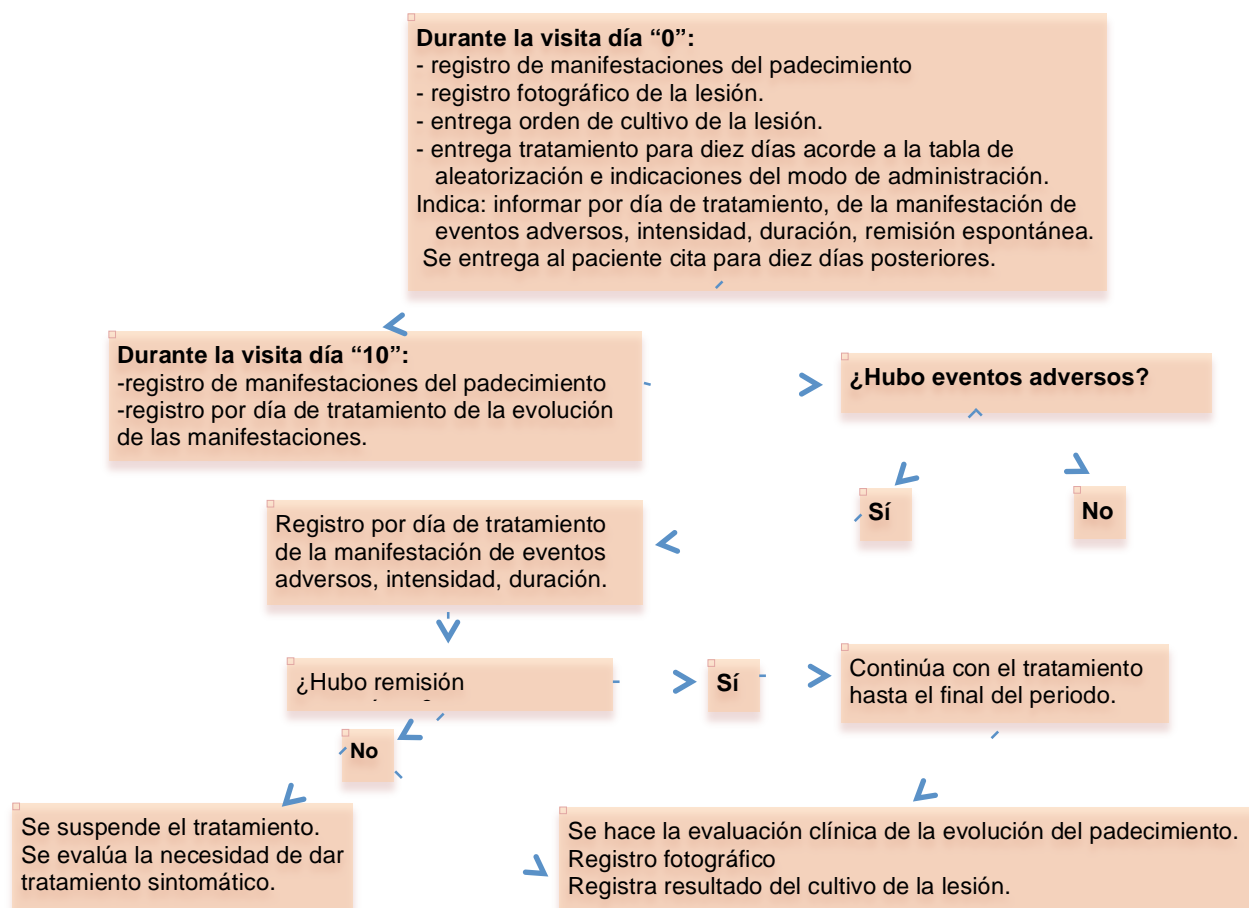 Durante la visita día “0”:
- registro de manifestaciones del padecimiento
- registro fotográfico de la lesión.
- entrega orden de cultivo de la lesión.
- entrega tratamiento para diez días acorde a la tabla de
aleatorización e indicaciones del modo de administración.
Indica: informar por día de tratamiento, de la manifestación de
eventos adversos, intensidad, duración, remisión espontánea.
Se entrega al paciente cita para diez días posteriores.
Durante la visita día “10”:
-registro de manifestaciones del padecimiento
-registro por día de tratamiento de la evolución
de las manifestaciones.
¿Hubo eventos adversos?
Sí
No
Registro por día de tratamiento
de la manifestación de eventos
adversos, intensidad, duración.
¿Hubo remisión
Sí
Continúa con el tratamiento
hasta el final del periodo.
No
Se suspende el tratamiento.
Se evalúa la necesidad de dar
tratamiento sintomático.
Se hace la evaluación clínica de la evolución del padecimiento.
Registro fotográfico
Registra resultado del cultivo de la lesión.